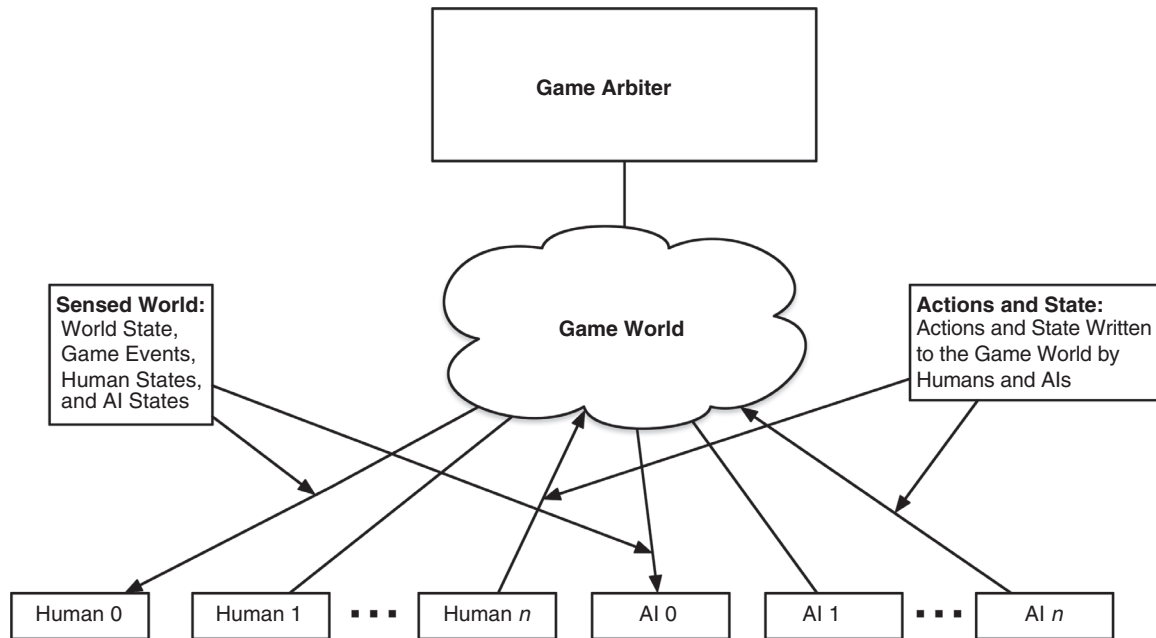 Game Arbiter
Sensed World:
World State,
Game Events,
Human States,
and AI States
Game World
Actions and State:
Actions and State Written
to the Game World by
Humans and AIs
Human 0
Human 1
Human n
AI 0
AI 1
AI n